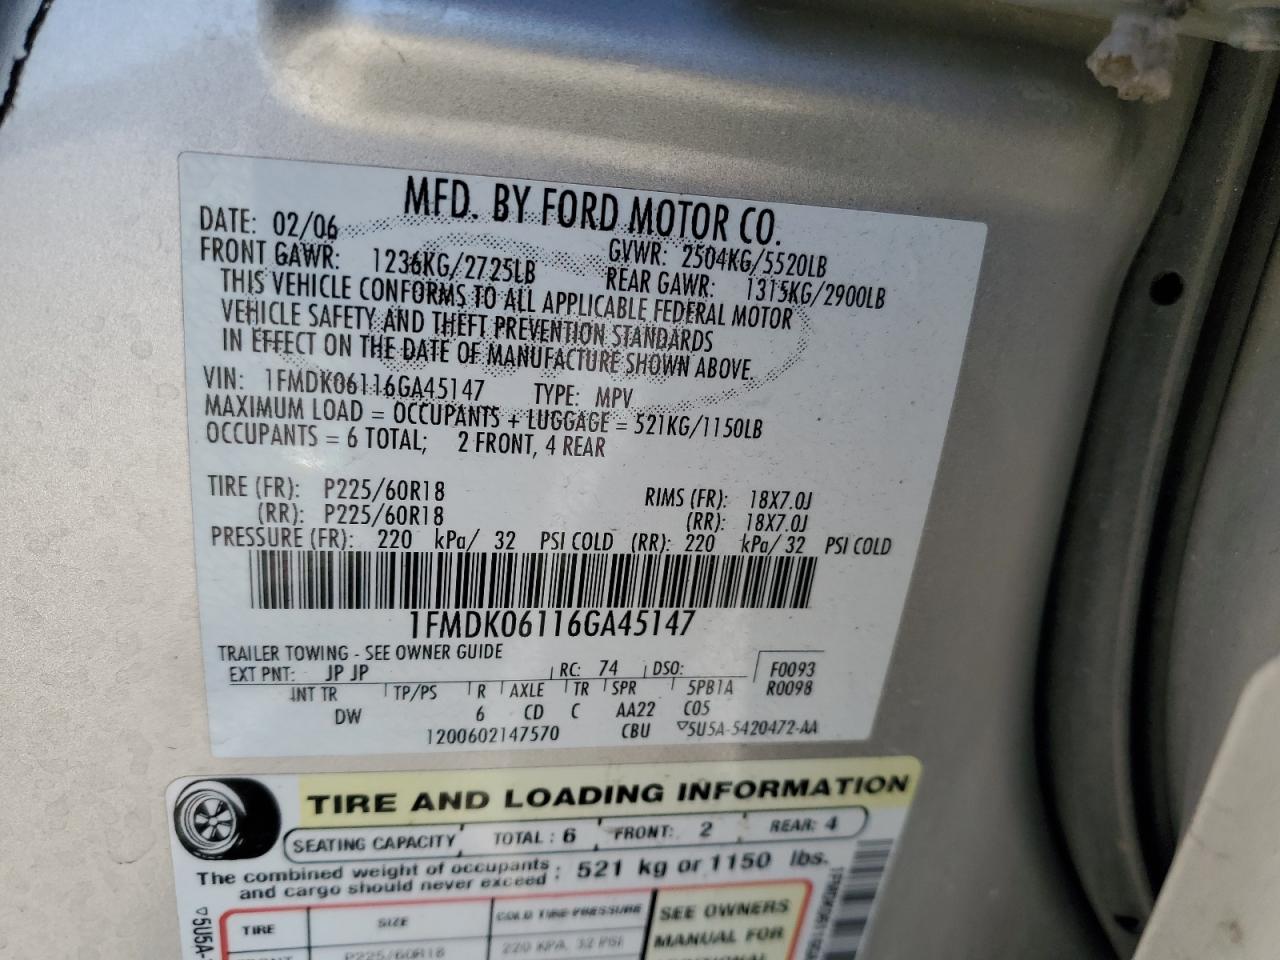 MFD. BY FORD MOTOR CO.
DATE: 02/06 GVWR: 2504KG/5520LB
FRONT GAWR: 1236KG/2725LB REAR GAWR: 1315KG/2900LB
THIS VEHICLE CONFORMS TO ALL APPLICABLE FEDERAL MOTOR
VEHICLE SAFETY AND THEFT PREVENTION STANDARDS
IN EFFECT ON THE DATE OF MANUFACTURE SHOWN ABOVE.
VIN: 1FMDK06116GA45147 TYPE: MPV
MAXIMUM LOAD = OCCUPANTS + LUGGAGE = 521KG/1150LB
OCCUPANTS = 6 TOTAL; 2 FRONT, 4 REAR
TIRE (FR): P225/60R18 RIMS (FR): 18X7.0J
(RR): P225/60R18 (RR): 18X7.0J
PRESSURE (FR): 220 kPa/ 32 PSI COLD (RR): 220 kPa/ 32 PSI COLD
1FMDK06116GA45147
TRAILER TOWING - SEE OWNER GUIDE
EXT PNT: JP JP RC: 74 DSO: F0093
INT TR TP/PS R AXLE TR SPR 5PB1A R0098
DW 6 CD C AA22 C05
1200602147570 CBU ▽5U5A-5420472-AA
TIRE AND LOADING INFORMATION
SEATING CAPACITY TOTAL : 6 FRONT: 2 REAR: 4
The combined weight of occupants : 521 kg or 1150 lbs.
and cargo should never exceed
TIRE SIZE COLD TIRE PRESSURE SEE OWNERS
P225/60R18 220 KPA, 32 PSI MANUAL FOR
▽5U5A-